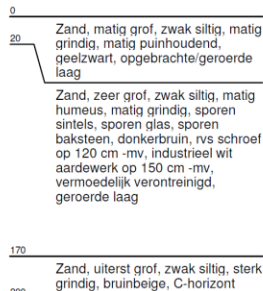 0
Zand, matig grof, zwak siltig, matig
grindig, matig puinhoudend,
geelzwart, opgebrachte/geroerde
laag
20
Zand, zeer grof, zwak siltig, matig
humeus, matig grindig, sporen
sintels, sporen glas, sporen
baksteen, donkerbruin, rvs schroef
op 120 cm -mv, industrieel wit
aardewerk op 150 cm -mv,
vermoedelijk verontreinigd,
geroerde laag
170
Zand, uiterst grof, zwak siltig, sterk
grindig, bruinbeige, C-horizont